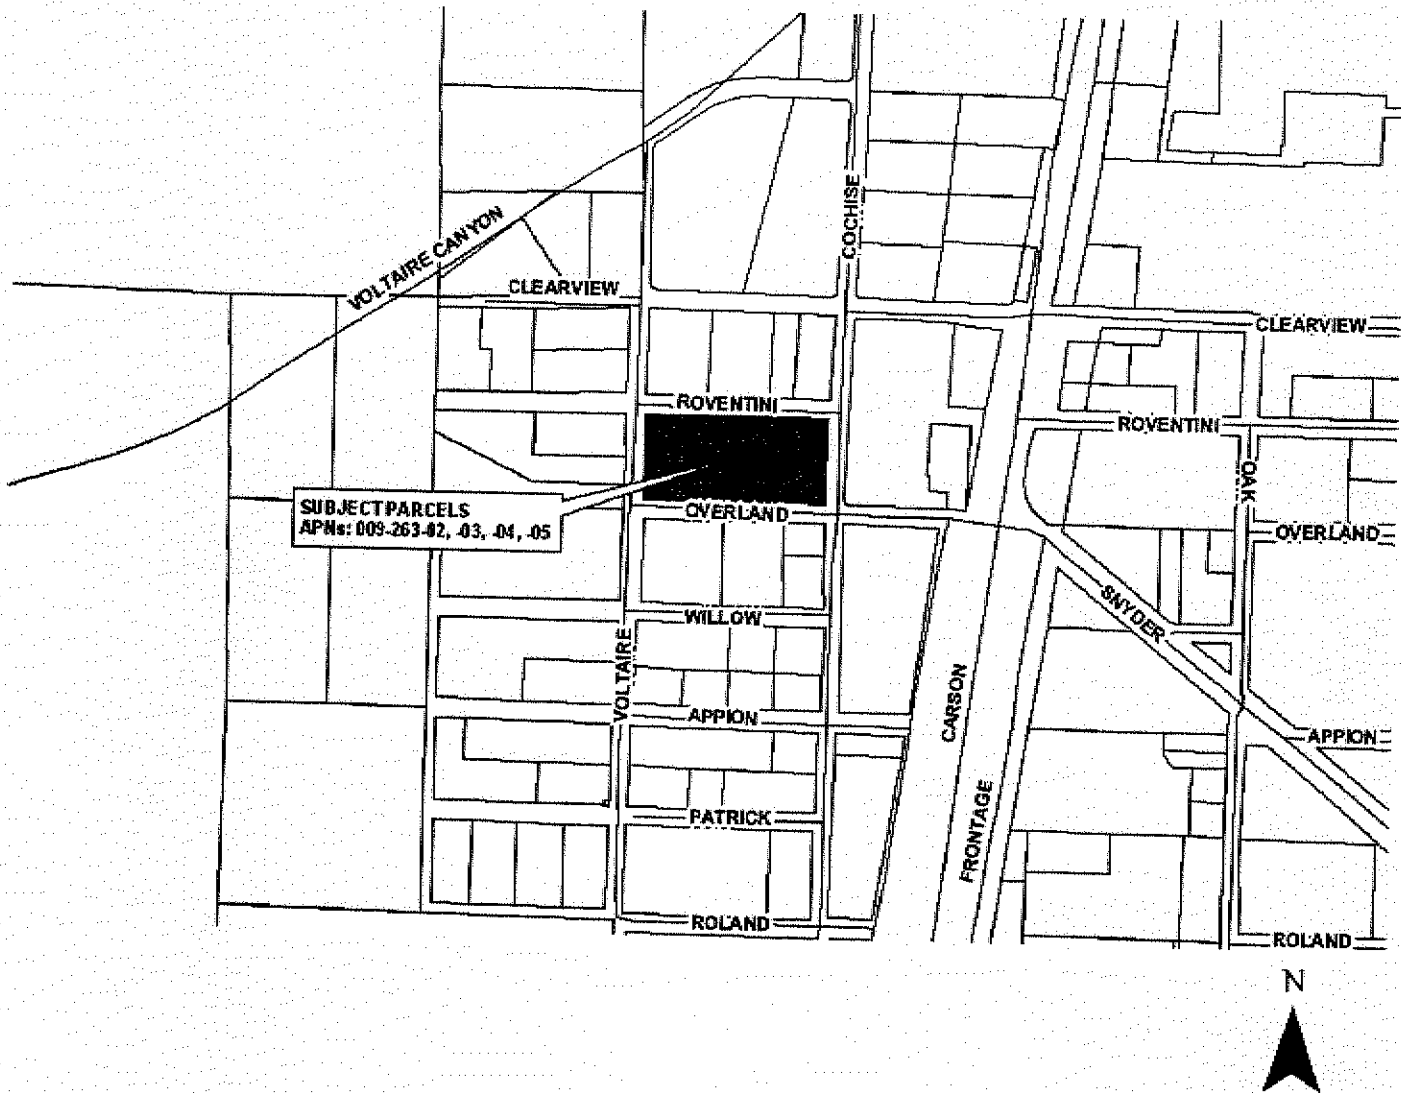 COCHISE
VOLTAIRE CANYON
CLEARVIEW
CLEARVIEW
ROVENTINI
ROVENTINI
OAK
SUBJECT PARCELS
APNs: 009-263-02, -03, -04, -05
OVERLAND
OVERLAND
SNYDER
WILLOW
VOLTAIRE
CARSON
APPION
APPION
FRONTAGE
PATRICK
ROLAND
ROLAND
N